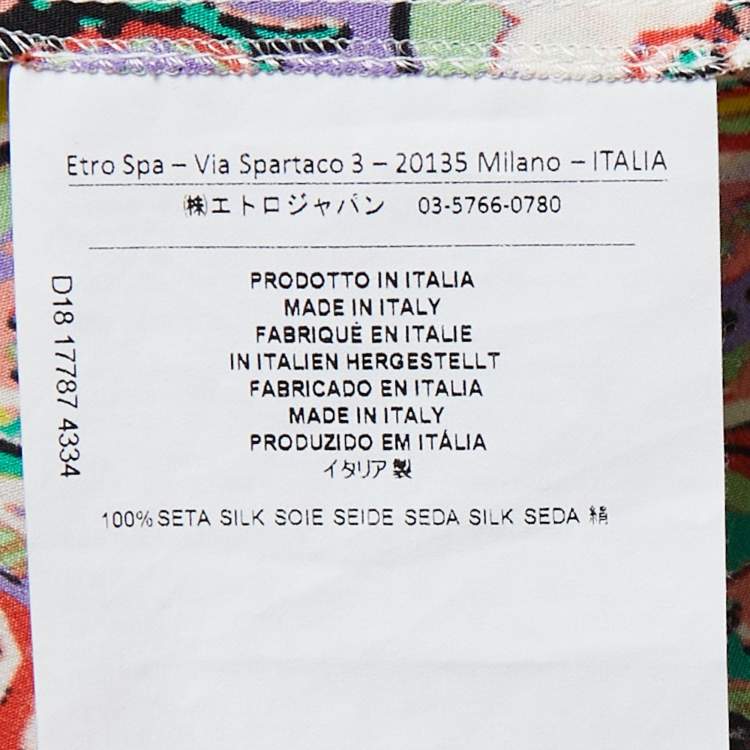 Etro Spa – Via Spartaco 3 – 20135 Milano – ITALIA
㈱エトロジャパン 03-5766-0780
PRODOTTO IN ITALIA
MADE IN ITALY
FABRIQUÉ EN ITALIE
IN ITALIEN HERGESTELLT
FABRICADO EN ITALIA
MADE IN ITALY
PRODUZIDO EM ITÁLIA
イタリア製
100% SETA SILK SOIE SEIDE SEDA SILK SEDA 絹
D18 17787 4334